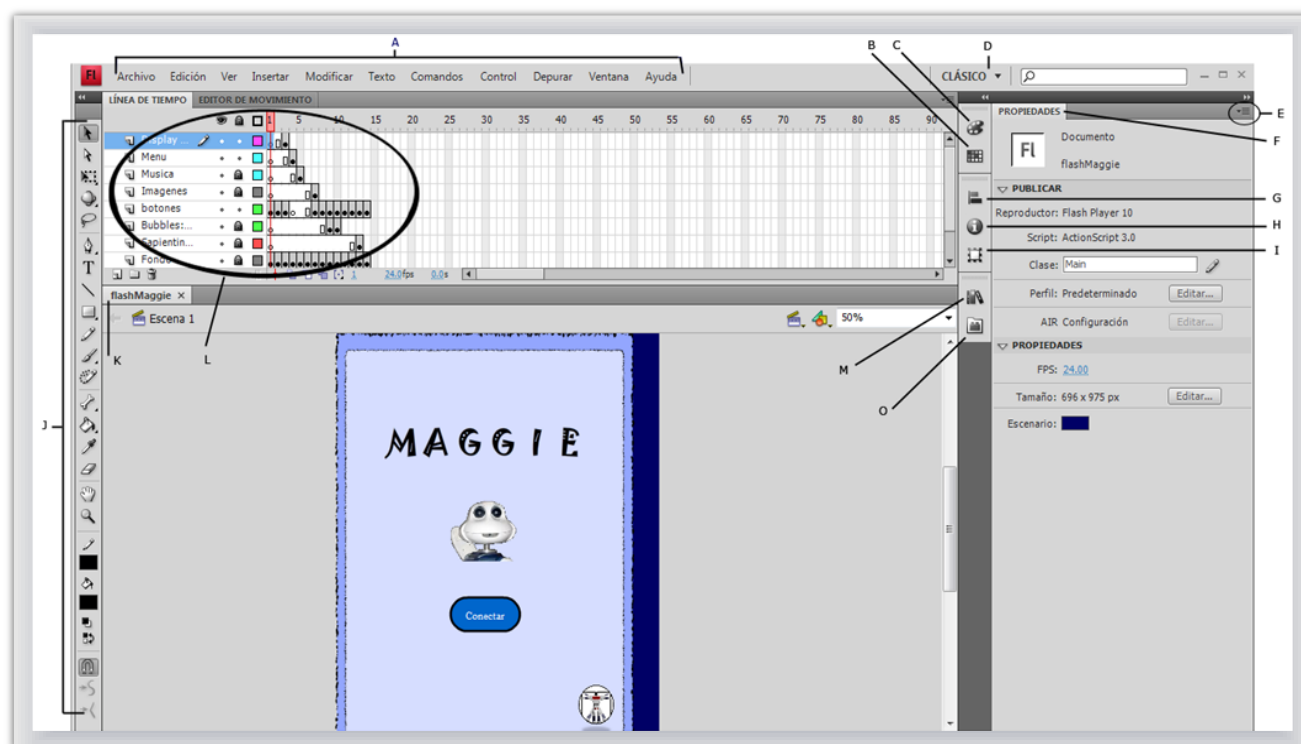 A
B
C
D
Fl
Archivo Edición Ver Insertar Modificar Texto Comandos Control Depurar Ventana Ayuda
CLÁSICO
LÍNEA DE TIEMPO EDITOR DE MOVIMIENTO
1 5 10 15 20 25 30 35 40 45 50 55 60 65 70 75 80 85 90
Display ...
Menu
Musica
Imagenes
botones
Bubbles:...
Sapientin...
Fondo
1 24.0fps 0.0s
flashMaggie
Escena 1
50%
K
L
M
O
J
T
MAGGIE
Conectar
PROPIEDADES
E
F
Fl
Documento
flashMaggie
PUBLICAR
G
Reproductor: Flash Player 10
H
Script: ActionScript 3.0
I
Clase: Main
Perfil: Predeterminado Editar...
AIR Configuración Editar...
PROPIEDADES
FPS: 24.00
Tamaño: 696 x 975 px Editar...
Escenario: